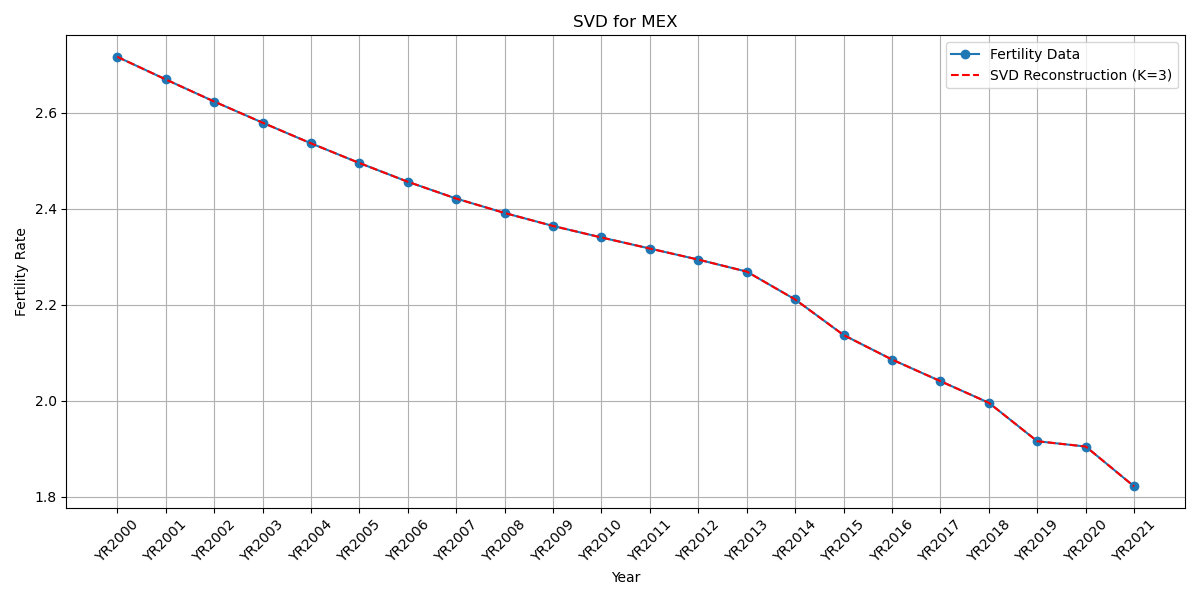 SVD for MEX
Fertility Data
SVD Reconstruction (K=3)
Fertility Rate
2.6
2.4
2.2
2.0
1.8
YR2000
YR2001
YR2002
YR2003
YR2004
YR2005
YR2006
YR2007
YR2008
YR2009
YR2010
YR2011
YR2012
YR2013
YR2014
YR2015
YR2016
YR2017
YR2018
YR2019
YR2020
YR2021
Year